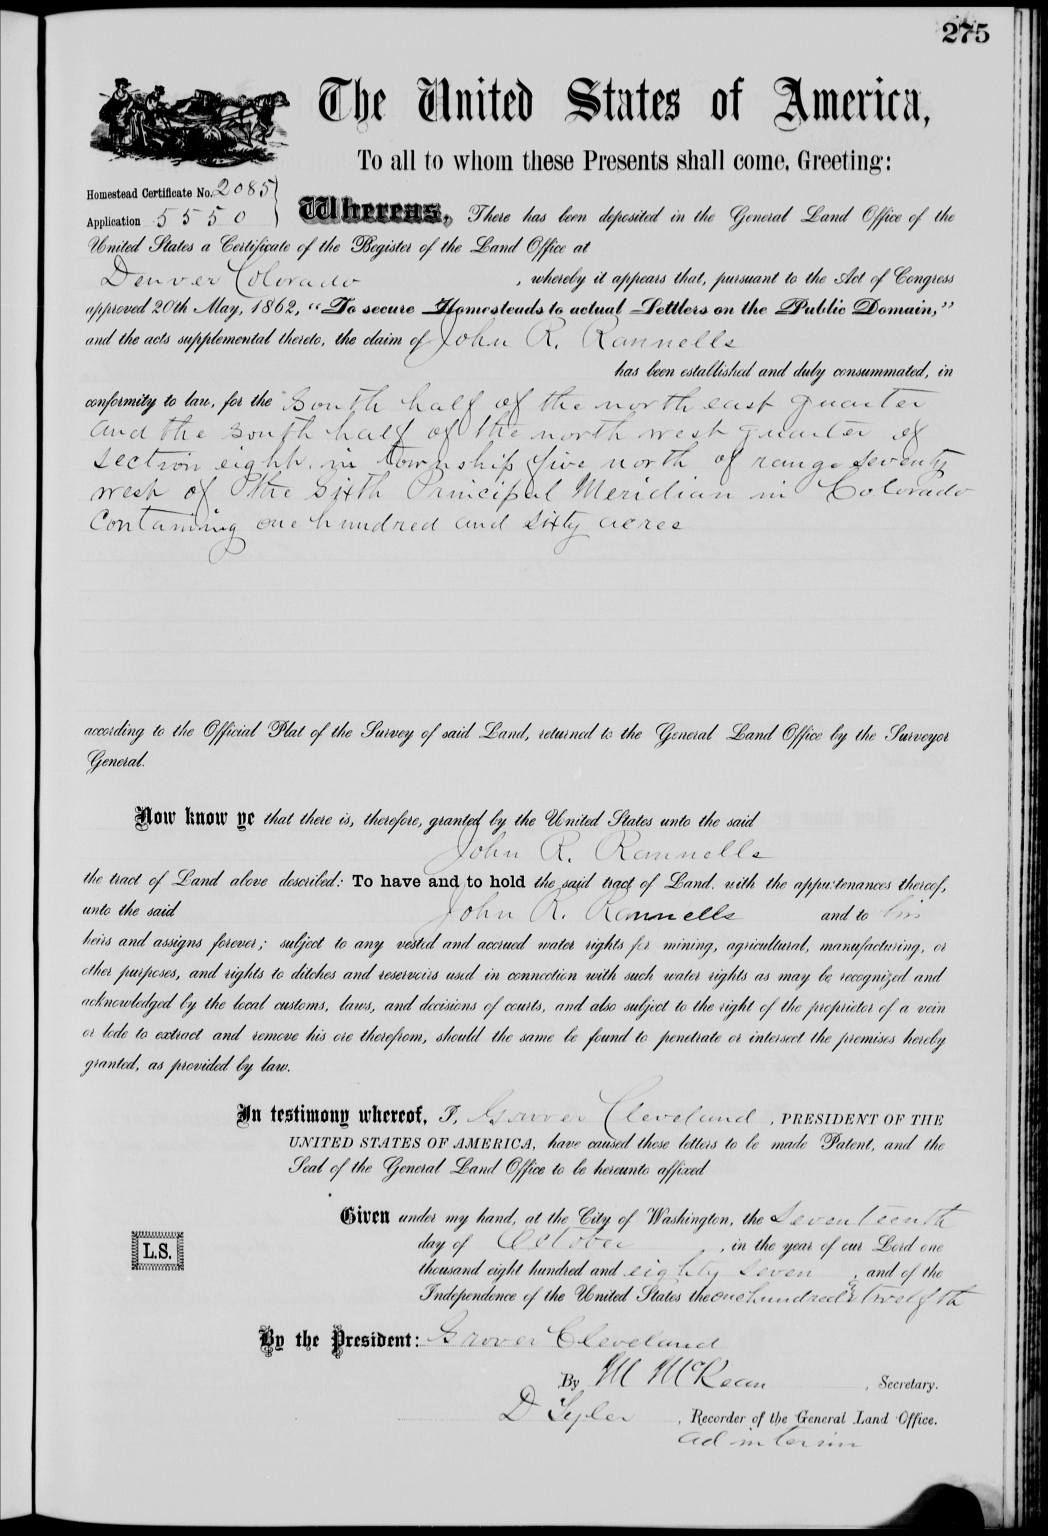 275
The United States of America,
To all to whom these Presents shall come, Greeting:
Homestead Certificate No. 2085
Application 5550
Whereas, There has been deposited in the General Land Office of the
United States a Certificate of the Register of the Land Office at
Denver Colorado, whereby it appears that, pursuant to the Act of Congress
approved 20th May, 1862, “To secure Homesteads to actual Settlers on the Public Domain,”
and the acts supplemental thereto, the claim of John R. Rannells
has been established and duly consummated, in
conformity to law, for the South half of the north east quarter
and the south half of the north west quarter of
section eight in township five north of range seventy
west of the Sixth Principal Meridian in Colorado
Containing one hundred and sixty acres
according to the Official Plat of the Survey of said Land, returned to the General Land Office by the Surveyor
General.
Now know ye that there is, therefore, granted by the United States unto the said
John R. Rannells
the tract of Land above described: To have and to hold the said tract of Land, with the appurtenances thereof,
unto the said John R. Rannells and to his
heirs and assigns forever; subject to any vested and accrued water rights for mining, agricultural, manufacturing, or
other purposes, and rights to ditches and reservoirs used in connection with such water rights as may be recognized and
acknowledged by the local customs, laws, and decisions of courts, and also subject to the right of the proprietor of a vein
or lode to extract and remove his ore therefrom, should the same be found to penetrate or intersect the premises hereby
granted, as provided by law.
In testimony whereof, I, Grover Cleveland, PRESIDENT OF THE
UNITED STATES OF AMERICA, have caused these letters to be made Patent, and the
Seal of the General Land Office to be hereunto affixed
Given under my hand, at the City of Washington, the seventeenth
day of October, in the year of our Lord one
thousand eight hundred and eighty seven, and of the
Independence of the United States the one hundred & twelfth
L.S.
By the President: Grover Cleveland
By M McKean, Secretary.
D, Recorder of the General Land Office.
ad interim